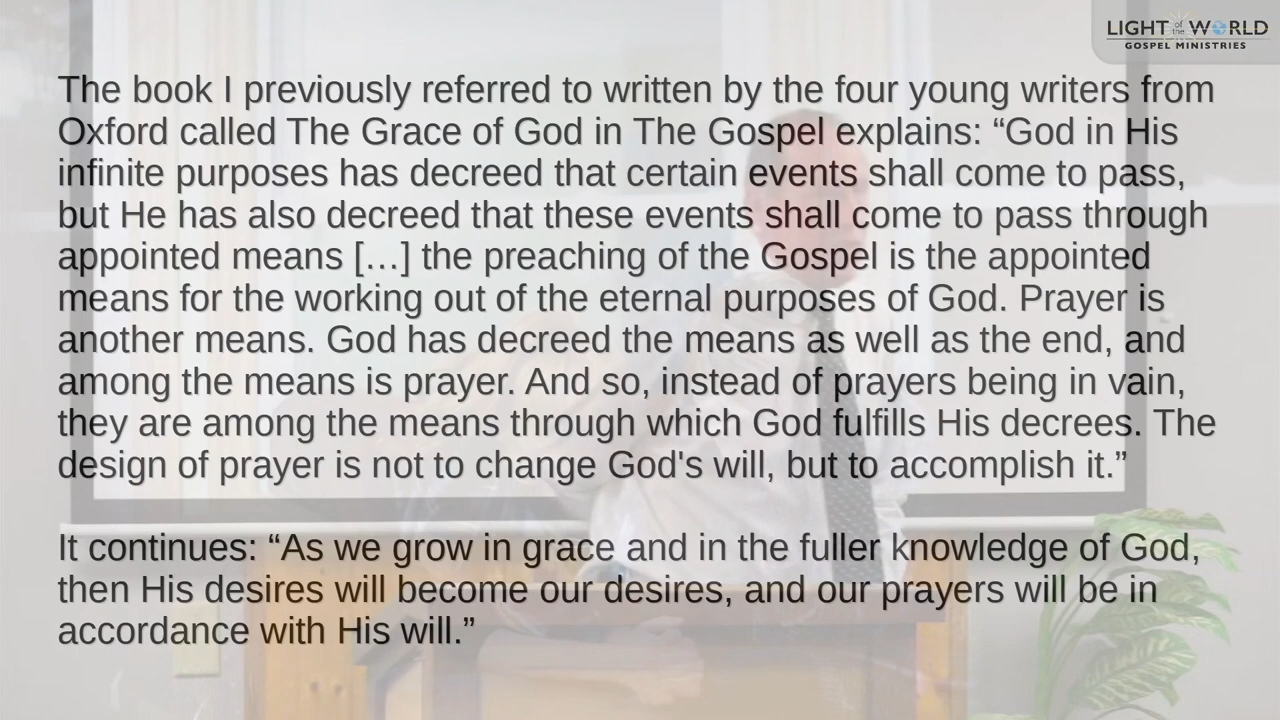 LIGHT of the WORLD
GOSPEL MINISTRIES
The book I previously referred to written by the four young writers from
Oxford called The Grace of God in The Gospel explains: “God in His
infinite purposes has decreed that certain events shall come to pass,
but He has also decreed that these events shall come to pass through
appointed means […] the preaching of the Gospel is the appointed
means for the working out of the eternal purposes of God. Prayer is
another means. God has decreed the means as well as the end, and
among the means is prayer. And so, instead of prayers being in vain,
they are among the means through which God fulfills His decrees. The
design of prayer is not to change God's will, but to accomplish it.”
It continues: “As we grow in grace and in the fuller knowledge of God,
then His desires will become our desires, and our prayers will be in
accordance with His will.”